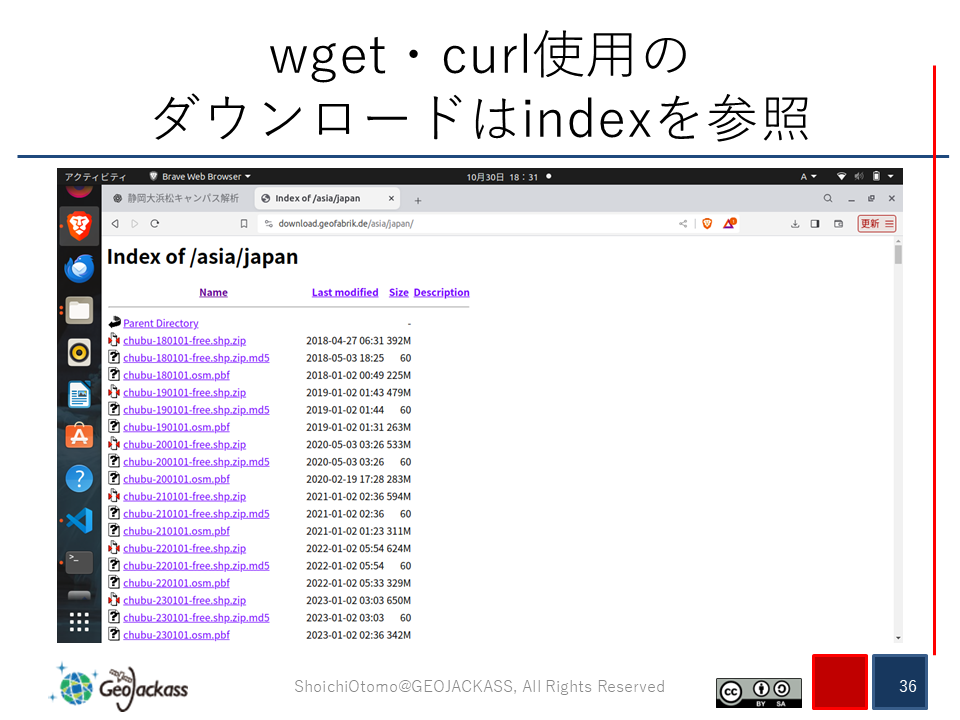 wget・curl使用の
ダウンロードはindexを参照
アクティビティ Brave Web Browser 10月30日 18：31 A
静岡大浜松キャンパス解析 Index of /asia/japan
download.geofabrik.de/asia/japan/ 更新
Index of /asia/japan
Name Last modified Size Description
Parent Directory -
chubu-180101-free.shp.zip 2018-04-27 06:31 392M
chubu-180101-free.shp.zip.md5 2018-05-03 18:25 60
chubu-180101.osm.pbf 2018-01-02 00:49 225M
chubu-190101-free.shp.zip 2019-01-02 01:43 479M
chubu-190101-free.shp.zip.md5 2019-01-02 01:44 60
chubu-190101.osm.pbf 2019-01-02 01:31 263M
chubu-200101-free.shp.zip 2020-05-03 03:26 533M
chubu-200101-free.shp.zip.md5 2020-05-03 03:26 60
chubu-200101.osm.pbf 2020-02-19 17:28 283M
chubu-210101-free.shp.zip 2021-01-02 02:36 594M
chubu-210101-free.shp.zip.md5 2021-01-02 02:36 60
chubu-210101.osm.pbf 2021-01-02 01:23 311M
chubu-220101-free.shp.zip 2022-01-02 05:54 624M
chubu-220101-free.shp.zip.md5 2022-01-02 05:54 60
chubu-220101.osm.pbf 2022-01-02 05:33 329M
chubu-230101-free.shp.zip 2023-01-02 03:03 650M
chubu-230101-free.shp.zip.md5 2023-01-02 03:03 60
chubu-230101.osm.pbf 2023-01-02 02:36 342M
GeoJackass
ShoichiOtomo@GEOJACKASS, All Rights Reserved
cc BY SA
36